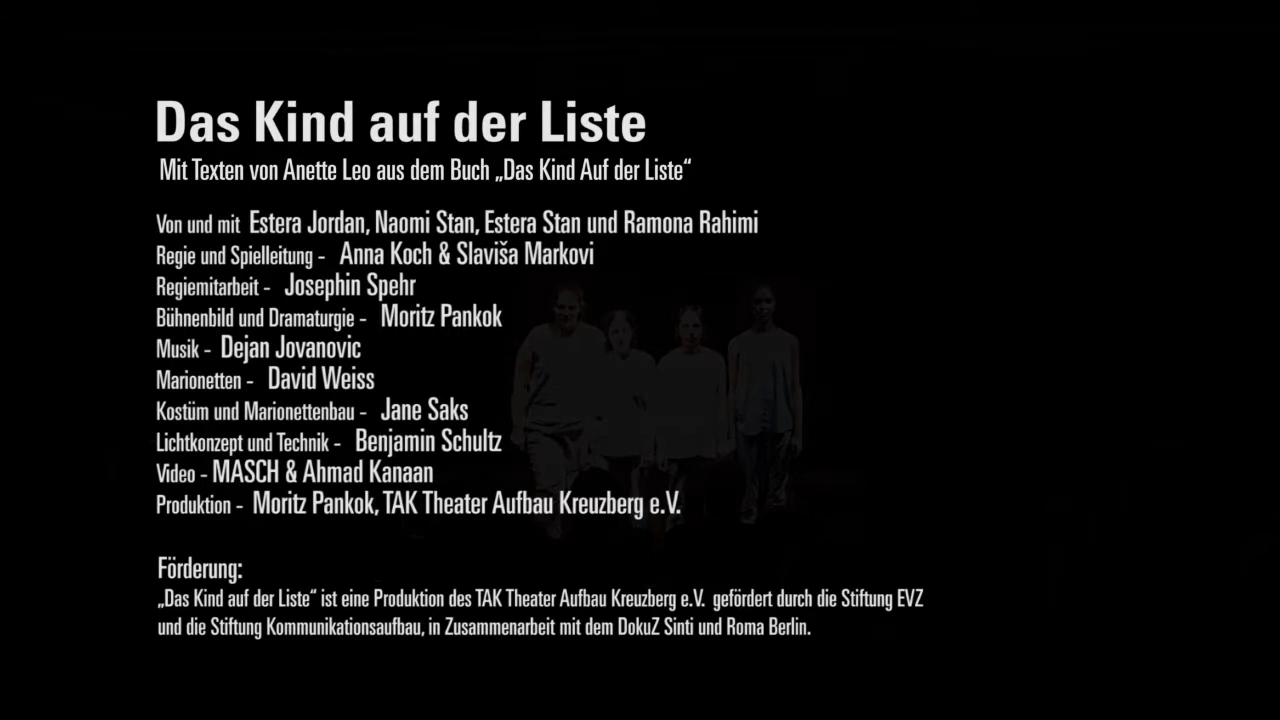 Das Kind auf der Liste
Mit Texten von Anette Leo aus dem Buch „Das Kind Auf der Liste“
Von und mit Estera Jordan, Naomi Stan, Estera Stan und Ramona Rahimi
Regie und Spielleitung - Anna Koch & Slaviša Markovi
Regiemitarbeit - Josephin Spehr
Bühnenbild und Dramaturgie - Moritz Pankok
Musik - Dejan Jovanovic
Marionetten - David Weiss
Kostüm und Marionettenbau - Jane Saks
Lichtkonzept und Technik - Benjamin Schultz
Video - MASCH & Ahmad Kanaan
Produktion - Moritz Pankok, TAK Theater Aufbau Kreuzberg e.V.
Förderung:
„Das Kind auf der Liste“ ist eine Produktion des TAK Theater Aufbau Kreuzberg e.V. gefördert durch die Stiftung EVZ
und die Stiftung Kommunikationsaufbau, in Zusammenarbeit mit dem DokuZ Sinti und Roma Berlin.